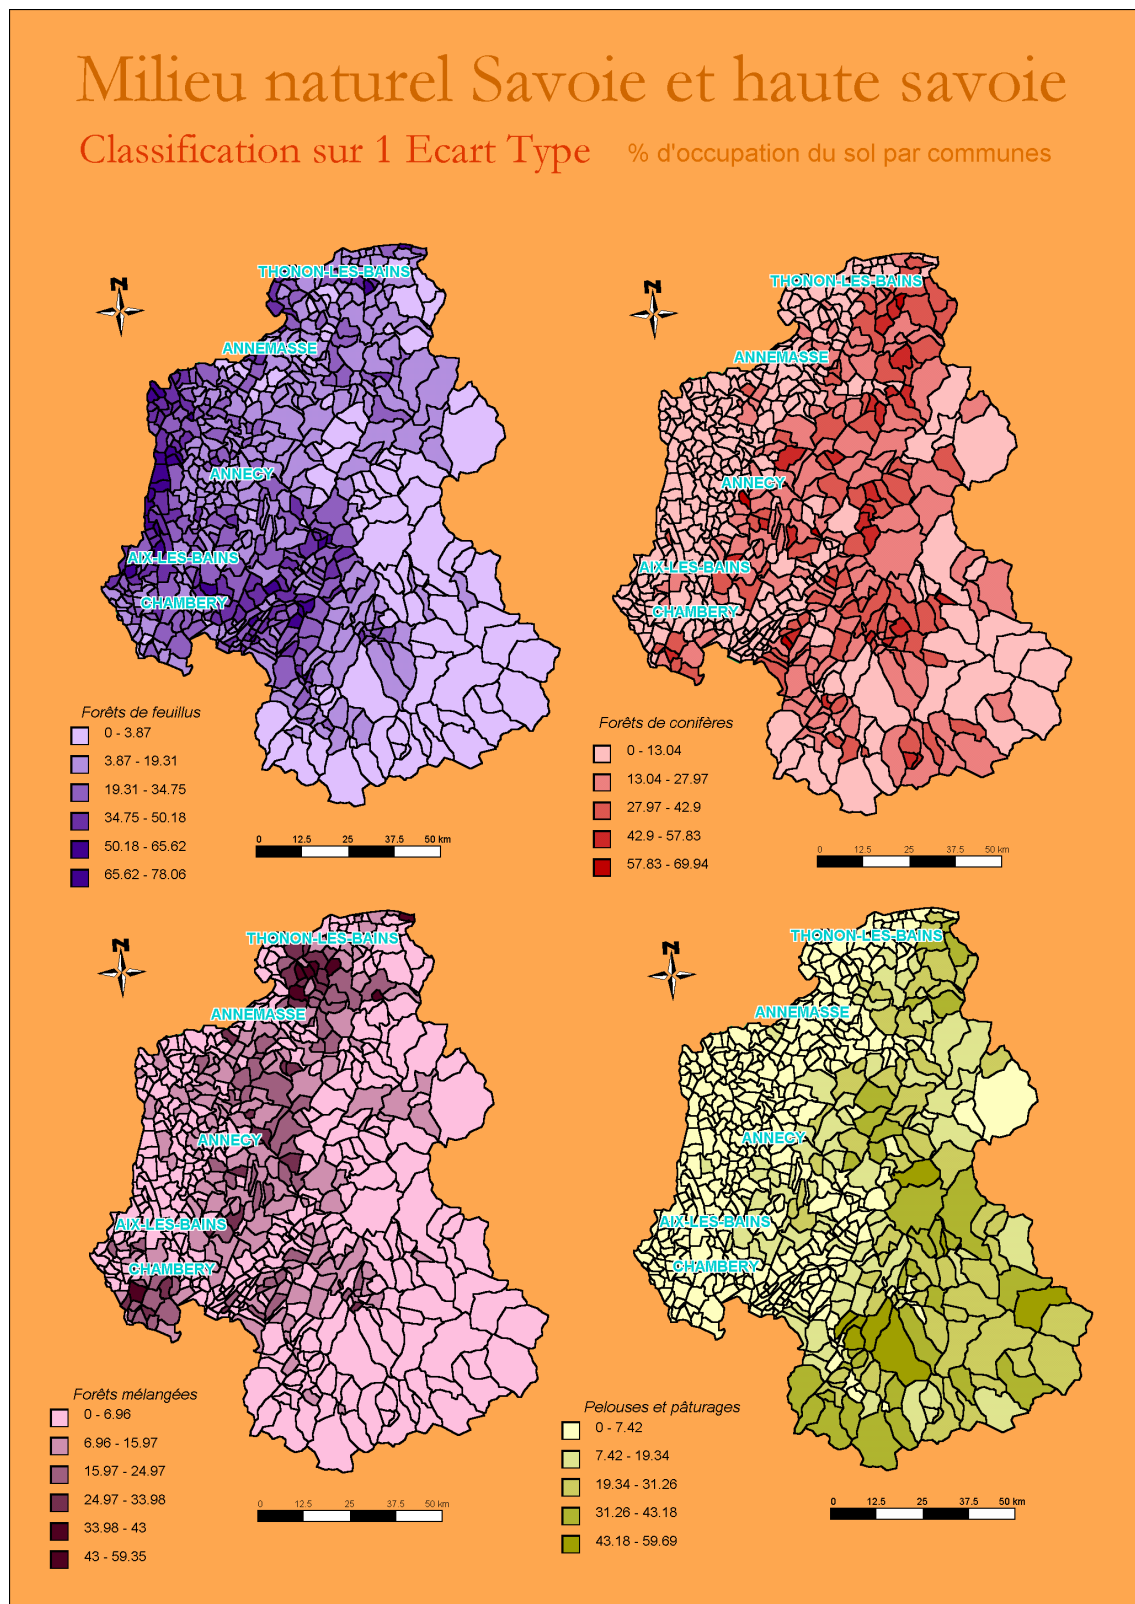 Milieu naturel Savoie et haute savoie
Classification sur 1 Ecart Type % d'occupation du sol par communes
N
THONON-LES-BAINS
ANNEMASSE
ANNECY
AIX-LES-BAINS
CHAMBERY
Forêts de feuillus
0 - 3.87
3.87 - 19.31
19.31 - 34.75
34.75 - 50.18
50.18 - 65.62
65.62 - 78.06
0 12.5 25 37.5 50 km
N
THONON-LES-BAINS
ANNEMASSE
ANNECY
AIX-LES-BAINS
CHAMBERY
Forêts de conifères
0 - 13.04
13.04 - 27.97
27.97 - 42.9
42.9 - 57.83
57.83 - 69.94
0 12.5 25 37.5 50 km
N
THONON-LES-BAINS
ANNEMASSE
ANNECY
AIX-LES-BAINS
CHAMBERY
Forêts mélangées
0 - 6.96
6.96 - 15.97
15.97 - 24.97
24.97 - 33.98
33.98 - 43
43 - 59.35
0 12.5 25 37.5 50 km
N
THONON-LES-BAINS
ANNEMASSE
ANNECY
AIX-LES-BAINS
CHAMBERY
Pelouses et pâturages
0 - 7.42
7.42 - 19.34
19.34 - 31.26
31.26 - 43.18
43.18 - 59.69
0 12.5 25 37.5 50 km